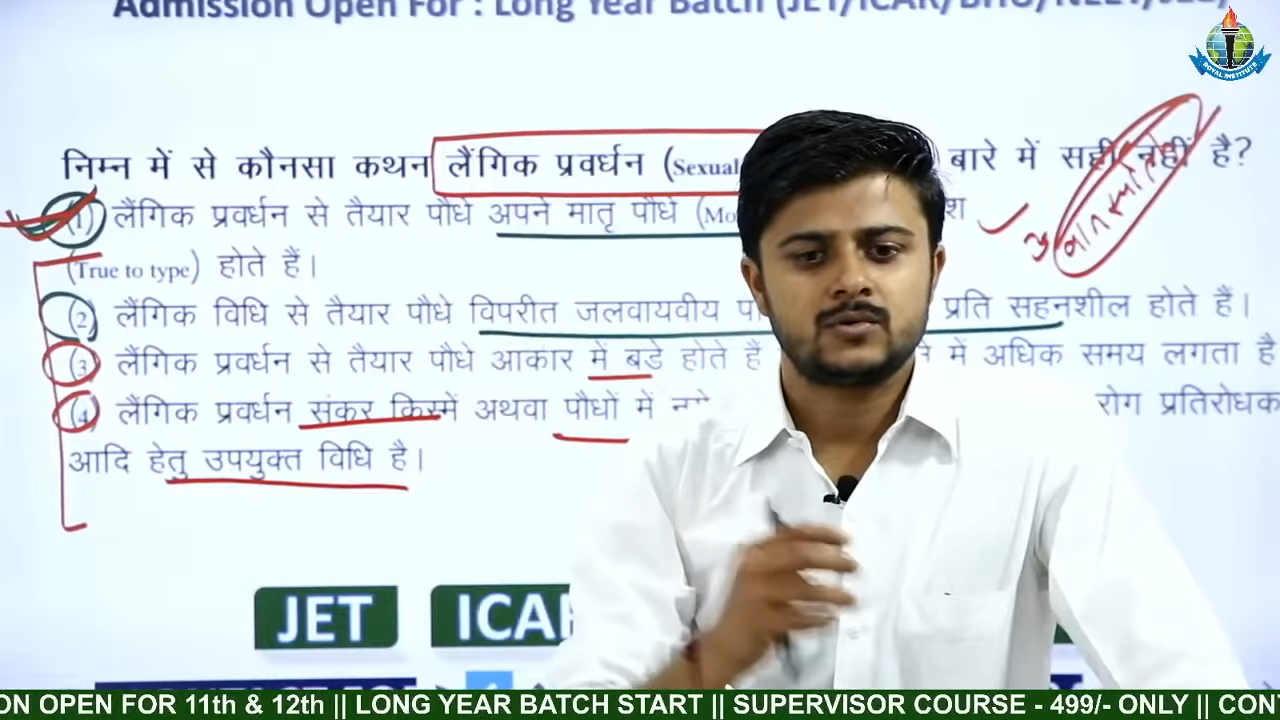 Admission Open For : Long Year Batch (JET/ICAR/BHU/NEET/JEE/
ROYAL INSTITUTE
निम्न में से कौनसा कथन लैंगिक प्रवर्धन (Sexual बारे में सही नहीं है?
(1) लैंगिक प्रवर्धन से तैयार पौधे अपने मातृ पौधे (Mo
(True to type) होते हैं।
(2) लैंगिक विधि से तैयार पौधे विपरीत जलवायवीय प्रति सहनशील होते हैं।
(3) लैंगिक प्रवर्धन से तैयार पौधे आकार में बडे होते है में अधिक समय लगता है
(4) लैंगिक प्रवर्धन संकर किस्में अथवा पौधों में रोग प्रतिरोधक
आदि हेतु उपयुक्त विधि है।
JET ICAR
ON OPEN FOR 11th & 12th || LONG YEAR BATCH START || SUPERVISOR COURSE - 499/- ONLY || CON